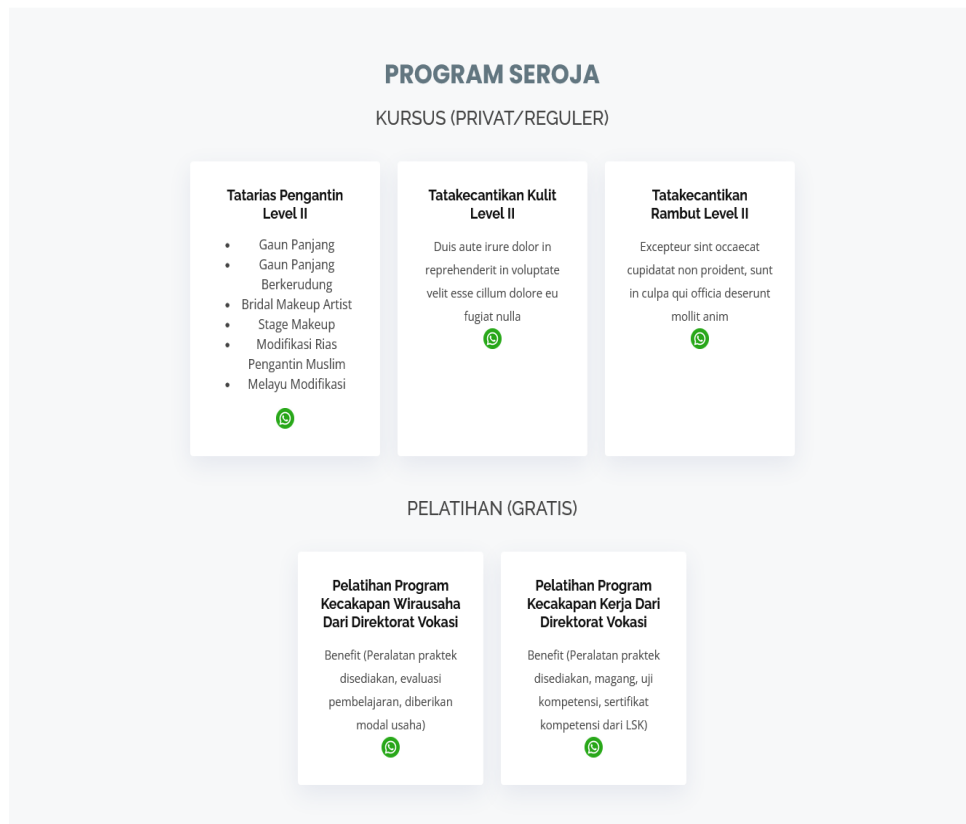 PROGRAM SEROJA
KURSUS (PRIVAT/REGULER)
Tatarias Pengantin
Level II
• Gaun Panjang
• Gaun Panjang
Berkerudung
• Bridal Makeup Artist
• Stage Makeup
• Modifikasi Rias
Pengantin Muslim
• Melayu Modifikasi
Tatakecantikan Kulit
Level II
Duis aute irure dolor in
reprehenderit in voluptate
velit esse cillum dolore eu
fugiat nulla
Tatakecantikan
Rambut Level II
Excepteur sint occaecat
cupidatat non proident, sunt
in culpa qui officia deserunt
mollit anim
PELATIHAN (GRATIS)
Pelatihan Program
Kecakapan Wirausaha
Dari Direktorat Vokasi
Benefit (Peralatan praktek
disediakan, evaluasi
pembelajaran, diberikan
modal usaha)
Pelatihan Program
Kecakapan Kerja Dari
Direktorat Vokasi
Benefit (Peralatan praktek
disediakan, magang, uji
kompetensi, sertifikat
kompetensi dari LSK)